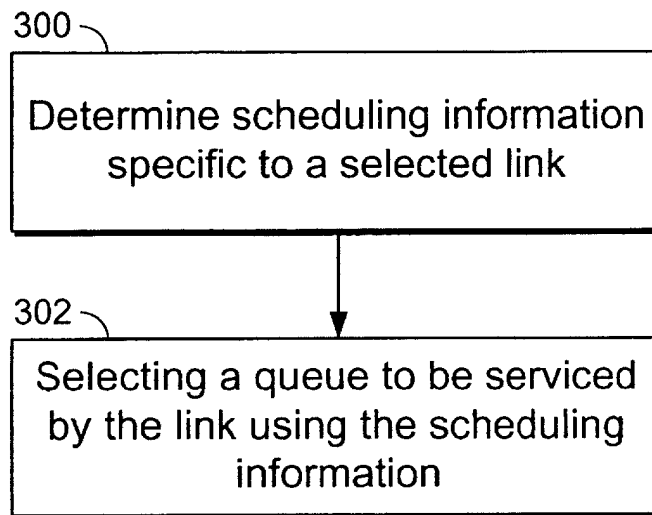 300
Determine scheduling information
specific to a selected link
302
Selecting a queue to be serviced
by the link using the scheduling
information